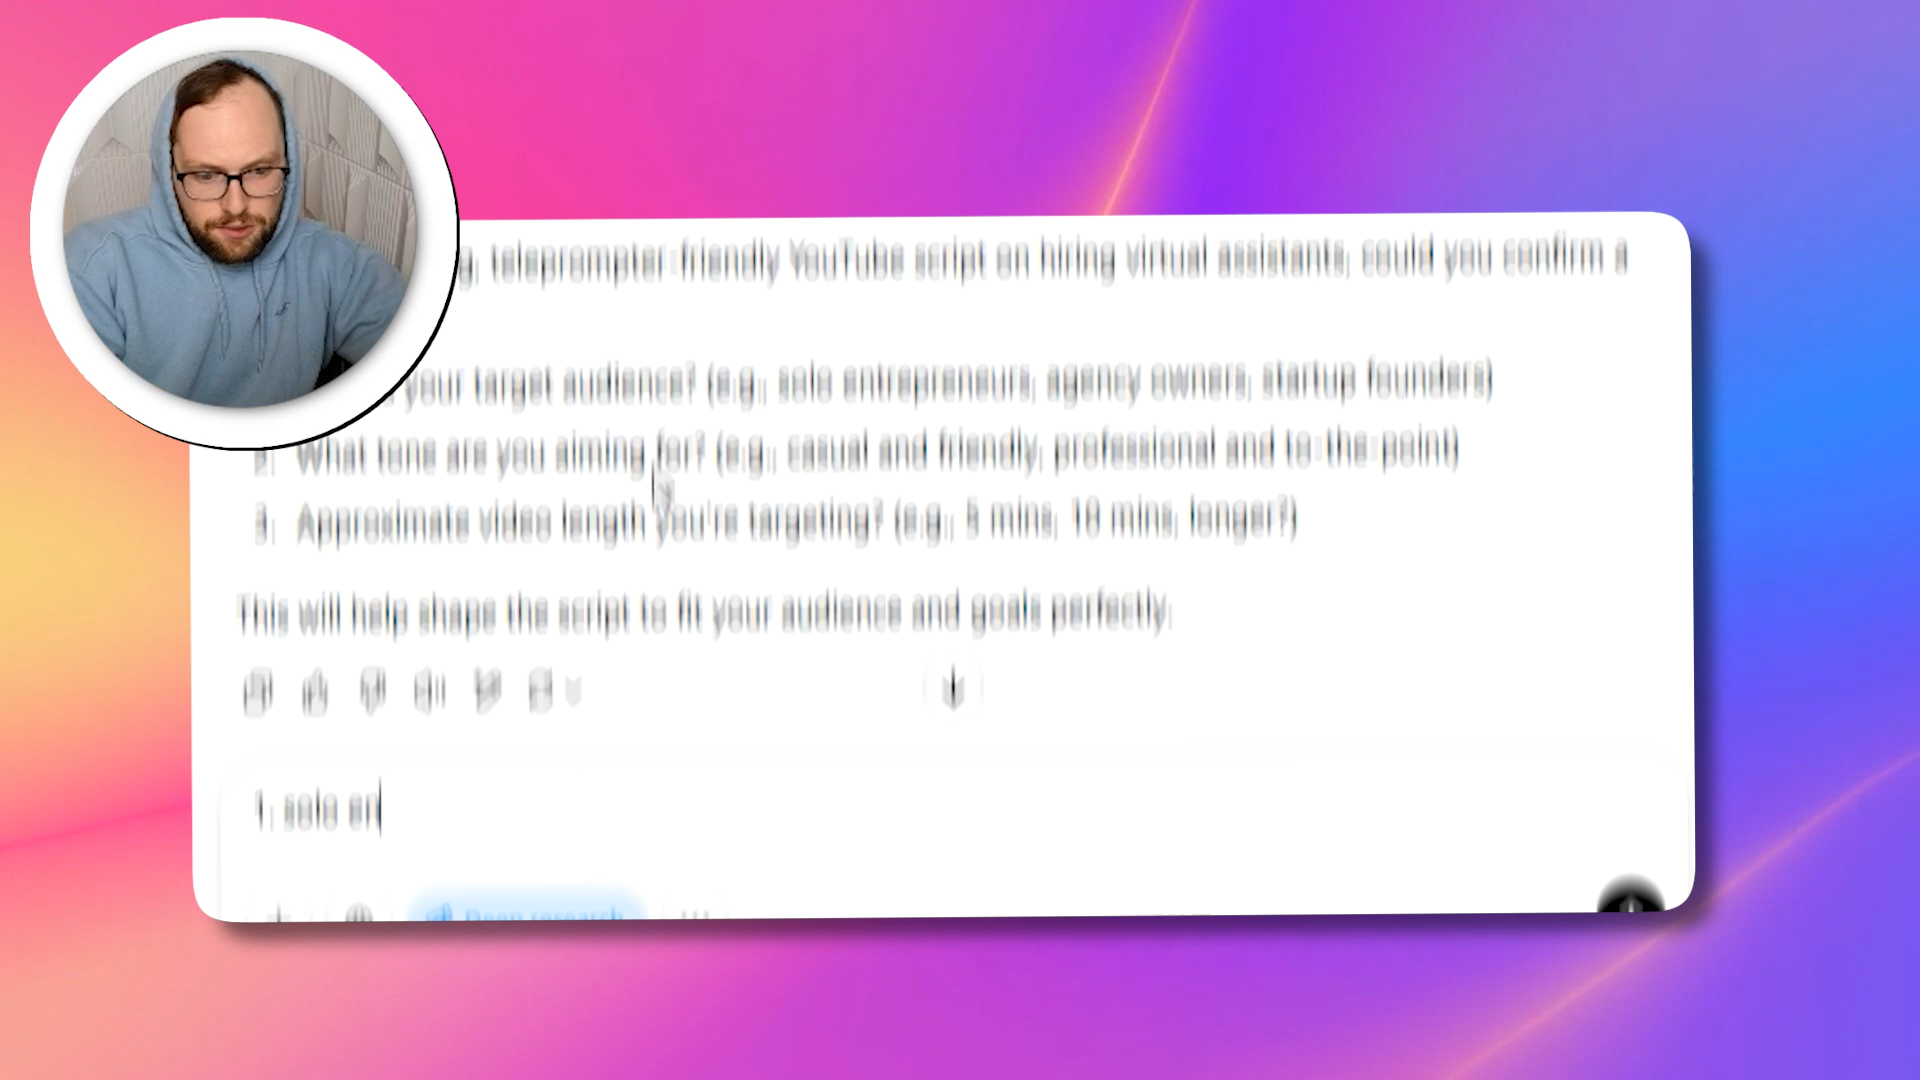 teleprompter-friendly YouTube script on hiring virtual assistants, could you confirm a
your target audience? (e.g., solo entrepreneurs, agency owners, startup founders)
2. What tone are you aiming for? (e.g., casual and friendly, professional and to-the-point)
3. Approximate video length you're targeting? (e.g., 5 mins, 10 mins, longer?)
This will help shape the script to fit your audience and goals perfectly.
1. solo en
Deep research